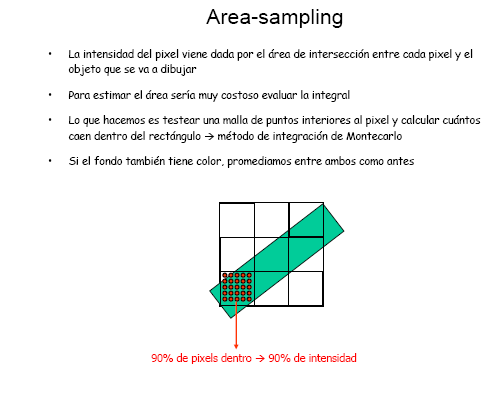 Area-sampling
• La intensidad del pixel viene dada por el área de intersección entre cada pixel y el
objeto que se va a dibujar
• Para estimar el área sería muy costoso evaluar la integral
• Lo que hacemos es testear una malla de puntos interiores al pixel y calcular cuántos
caen dentro del rectángulo → método de integración de Montecarlo
• Si el fondo también tiene color, promediamos entre ambos como antes
90% de pixels dentro → 90% de intensidad